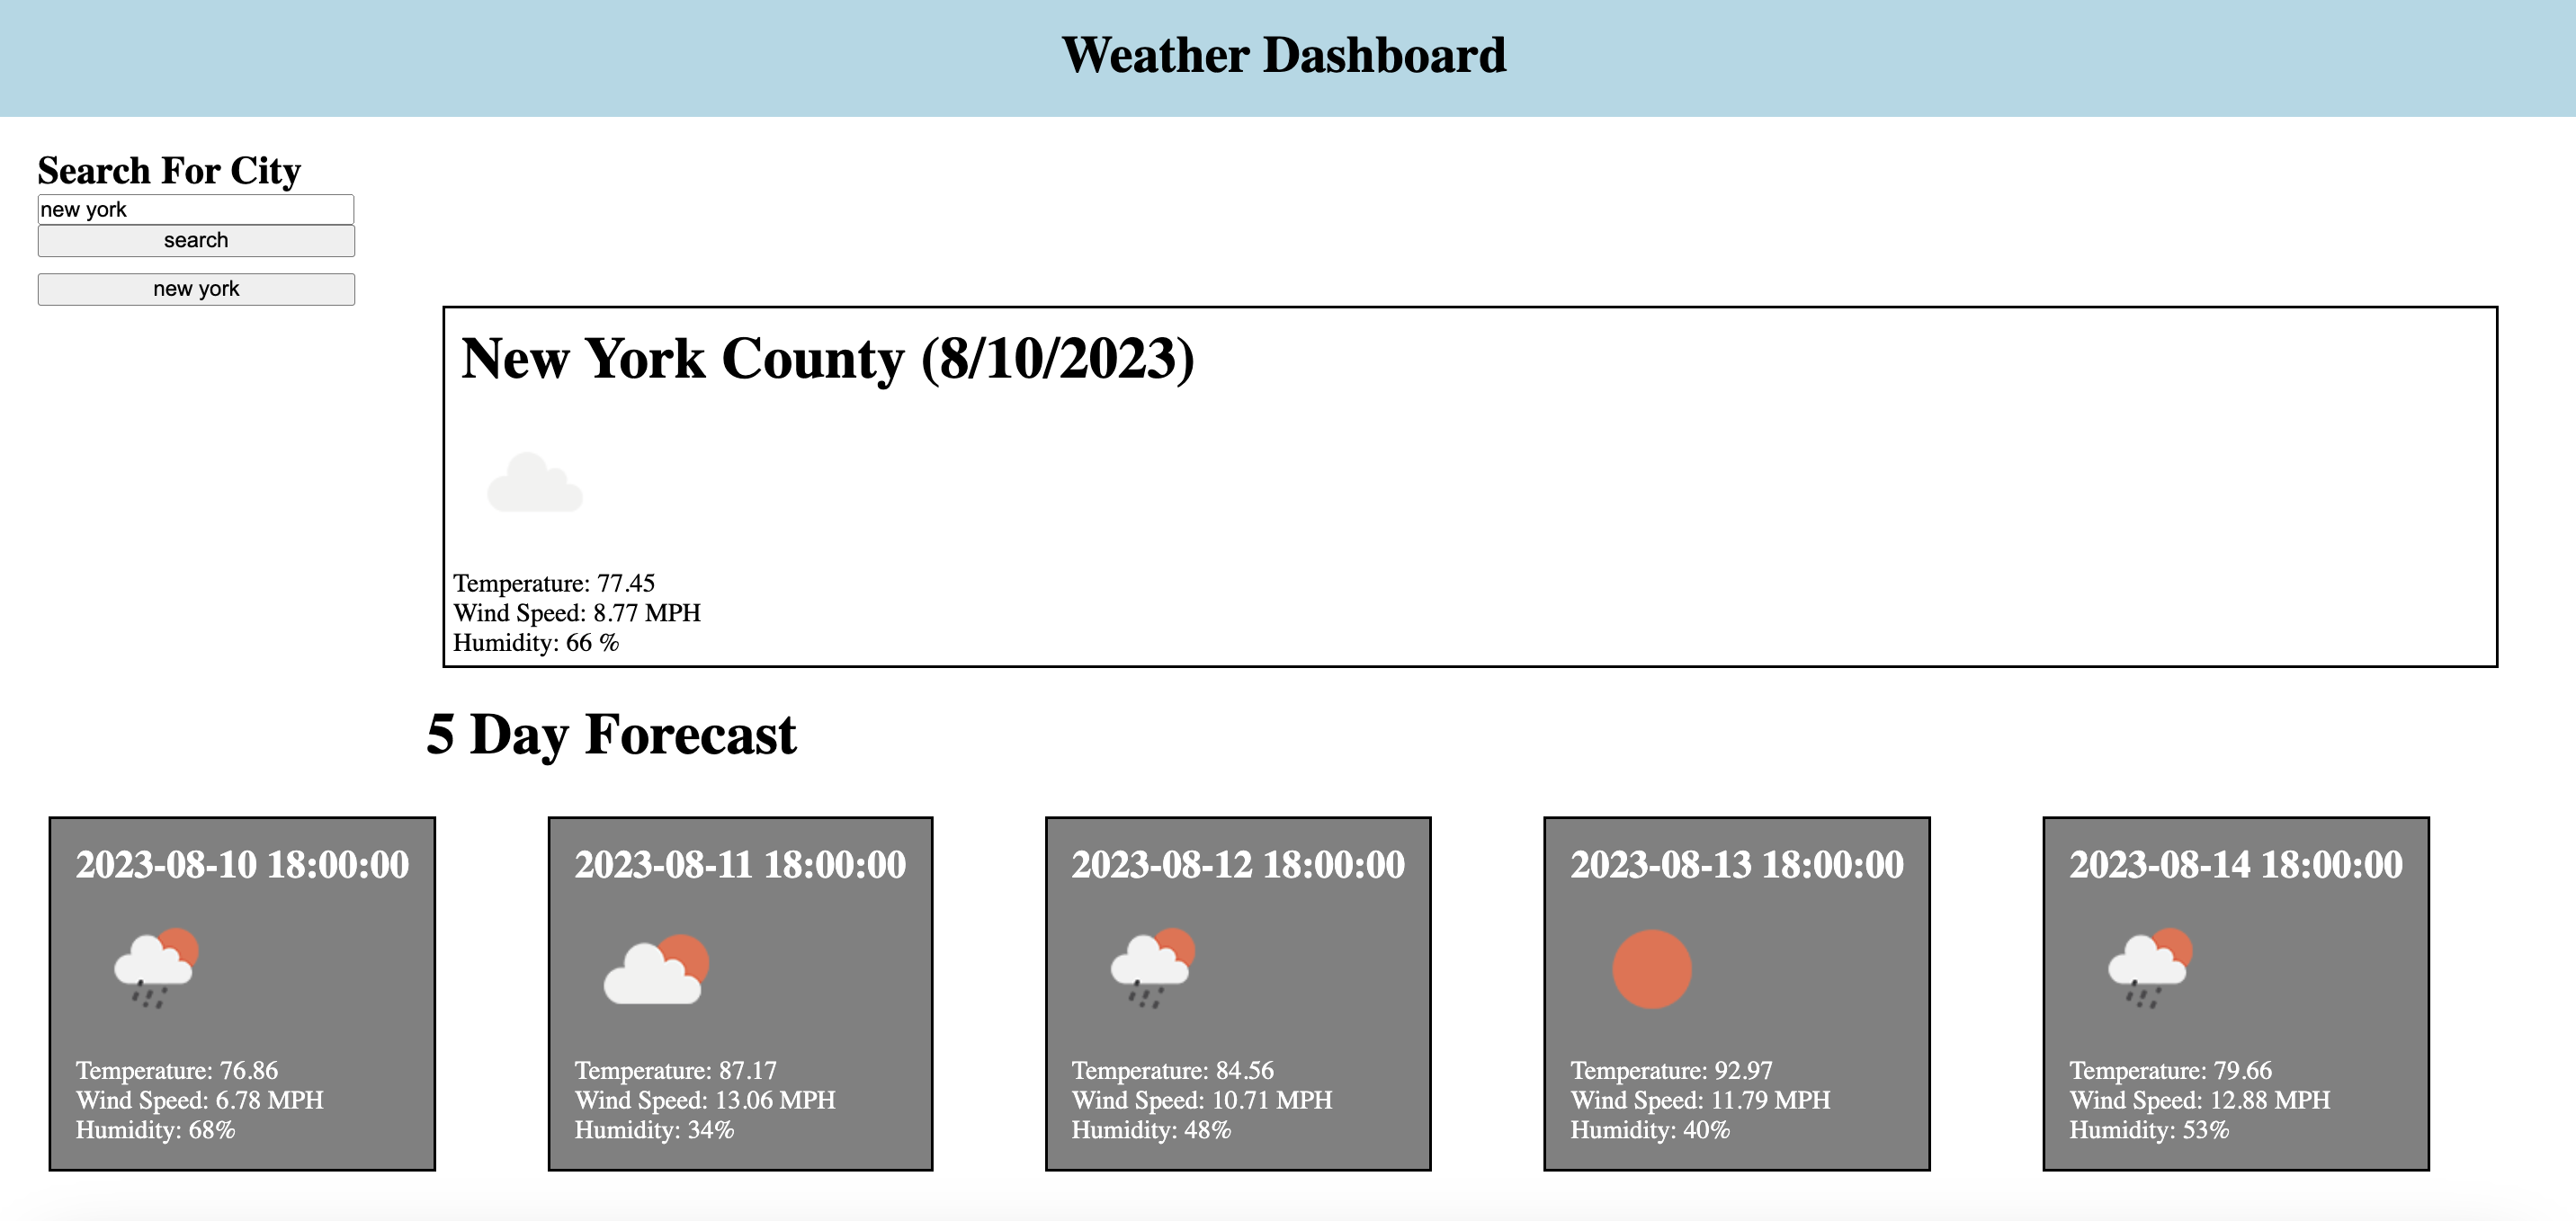 Weather Dashboard
Search For City
new york
search
new york
New York County (8/10/2023)
Temperature: 77.45
Wind Speed: 8.77 MPH
Humidity: 66 %
5 Day Forecast
2023-08-10 18:00:00
Temperature: 76.86
Wind Speed: 6.78 MPH
Humidity: 68%
2023-08-11 18:00:00
Temperature: 87.17
Wind Speed: 13.06 MPH
Humidity: 34%
2023-08-12 18:00:00
Temperature: 84.56
Wind Speed: 10.71 MPH
Humidity: 48%
2023-08-13 18:00:00
Temperature: 92.97
Wind Speed: 11.79 MPH
Humidity: 40%
2023-08-14 18:00:00
Temperature: 79.66
Wind Speed: 12.88 MPH
Humidity: 53%